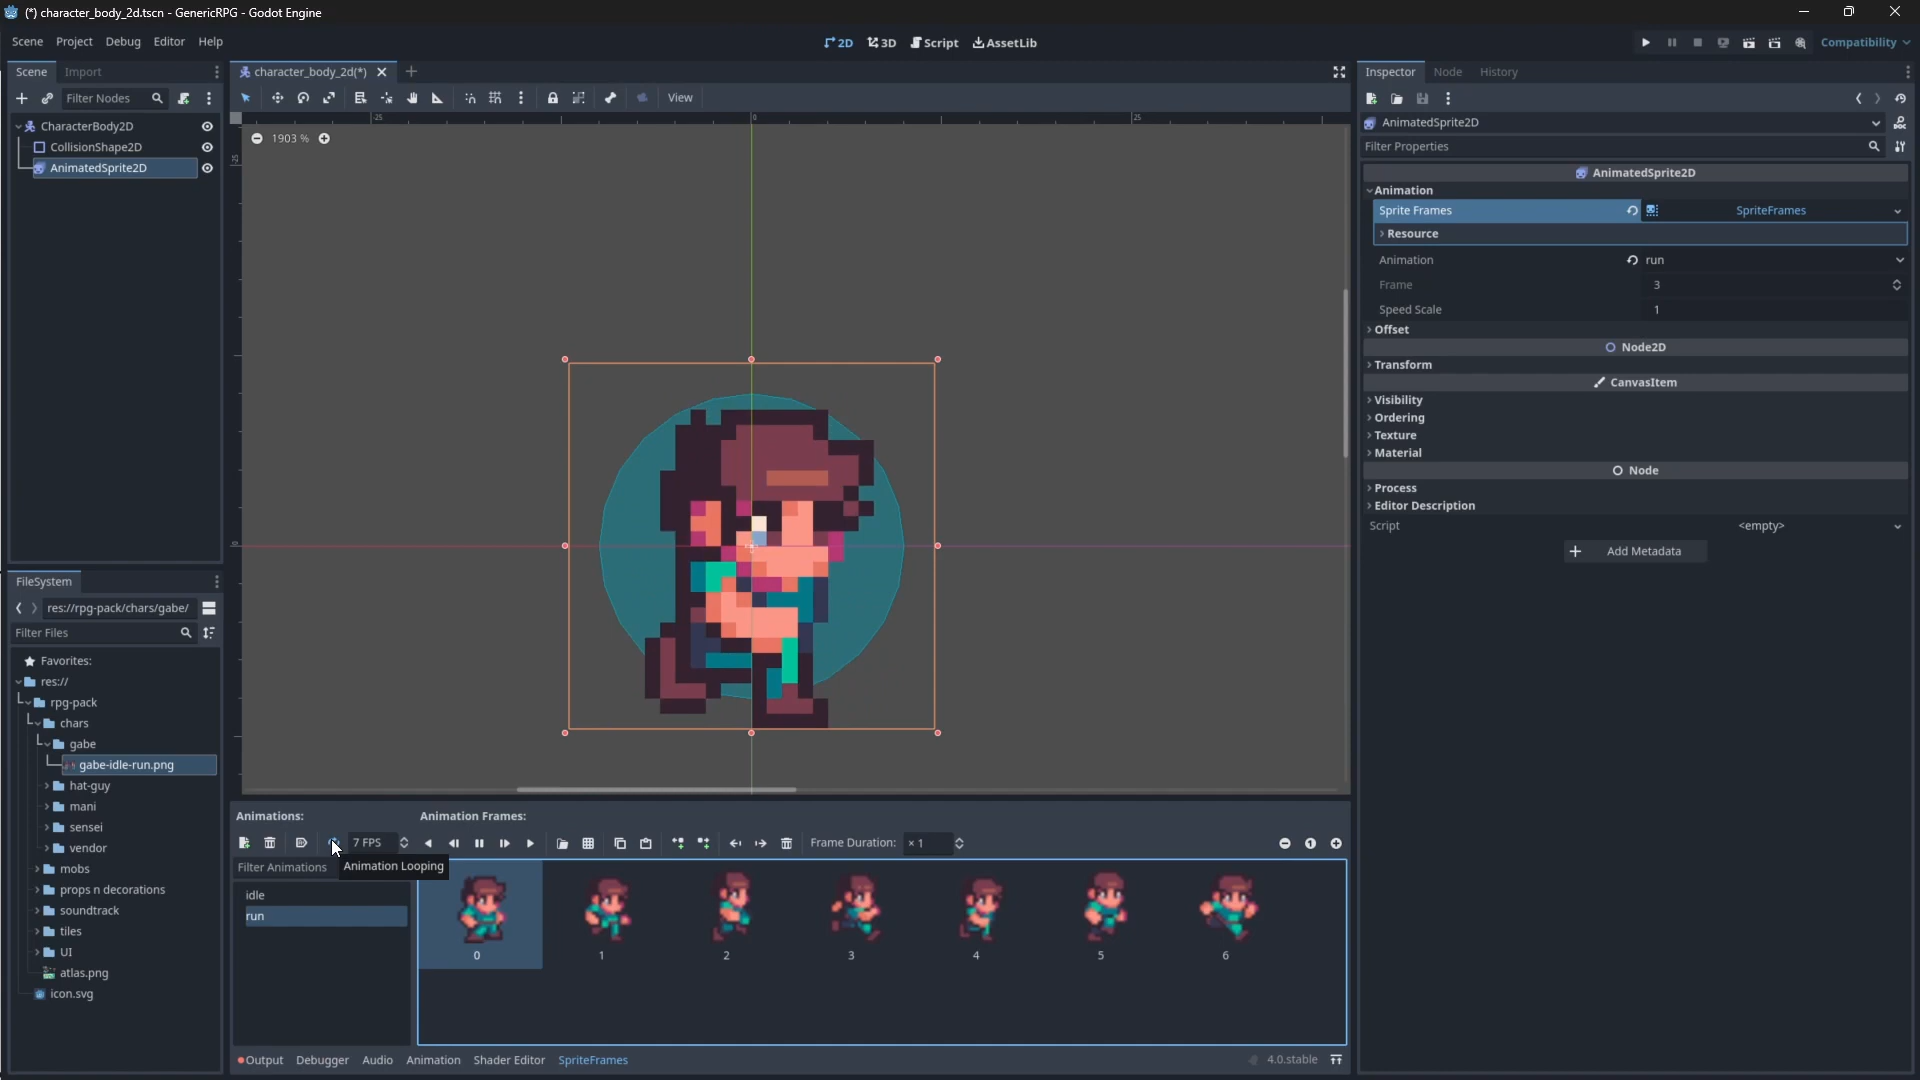 (*) character_body_2d.tscn - GenericRPG - Godot Engine
Scene Project Debug Editor Help
2D 3D Script AssetLib
Compatibility
Scene Import
character_body_2d(*)
Inspector Node History
Filter Nodes
View
AnimatedSprite2D
CharacterBody2D
CollisionShape2D
AnimatedSprite2D
-25 0 25
1903 %
-25
0
Filter Properties
AnimatedSprite2D
Animation
Sprite Frames SpriteFrames
Resource
Animation run
Frame 3
Speed Scale 1
Offset
Node2D
Transform
CanvasItem
Visibility
Ordering
Texture
Material
Node
Process
Editor Description
Script <empty>
Add Metadata
FileSystem
res://rpg-pack/chars/gabe/
Filter Files
Favorites:
res://
rpg-pack
chars
gabe
gabe-idle-run.png
hat-guy
mani
sensei
vendor
mobs
props n decorations
soundtrack
tiles
UI
atlas.png
icon.svg
Animations: Animation Frames:
7 FPS
Frame Duration: × 1
Filter Animations
Animation Looping
idle
run
0 1 2 3 4 5 6
Output Debugger Audio Animation Shader Editor SpriteFrames
4.0.stable